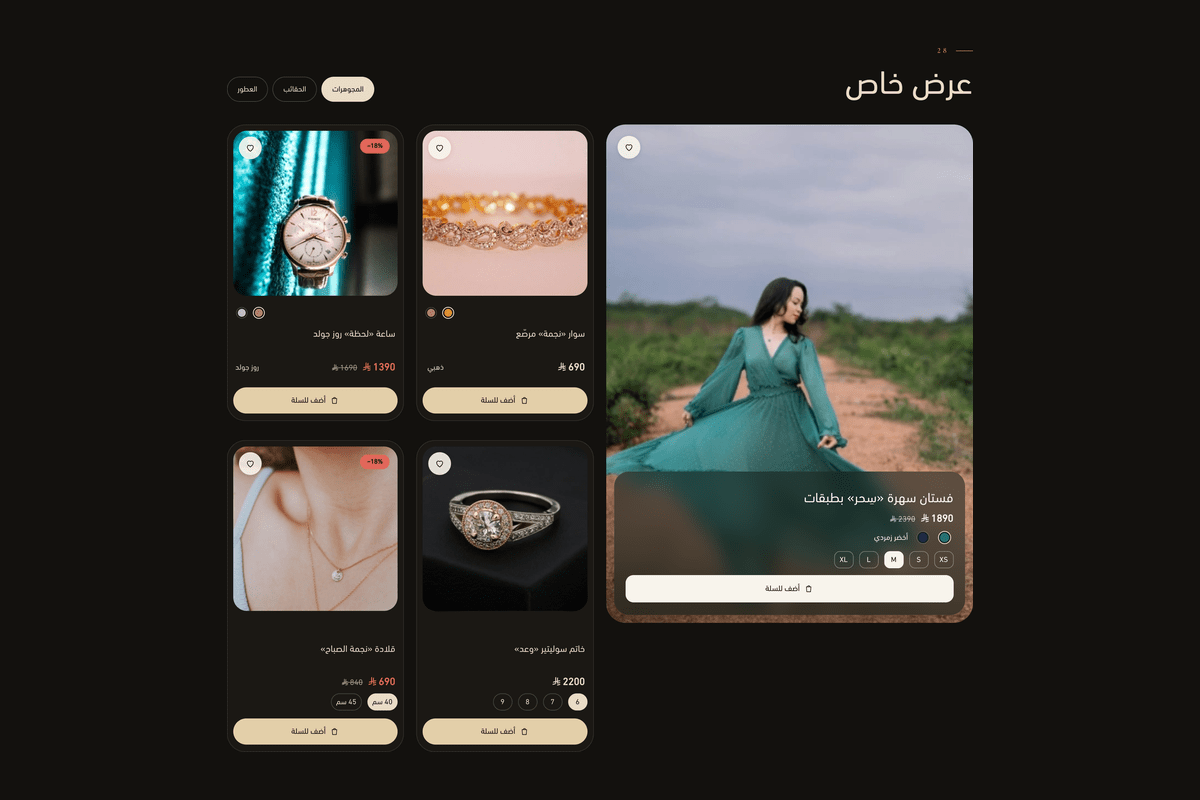 28
عرض خاص
المجوهرات
الحقائب
العطور
فستان سهرة «سِحر» بطبقات
1890 2390
أخضر زمردي
XS S M L XL
أضف للسلة
سوار «نجمة» مرصّع
690
ذهبي
أضف للسلة
−18%
ساعة «لحظة» روز جولد
1390 1690
روز جولد
أضف للسلة
خاتم سوليتير «وعد»
2200
6 7 8 9
أضف للسلة
−18%
قلادة «نجمة الصباح»
690 840
40 سم 45 سم
أضف للسلة